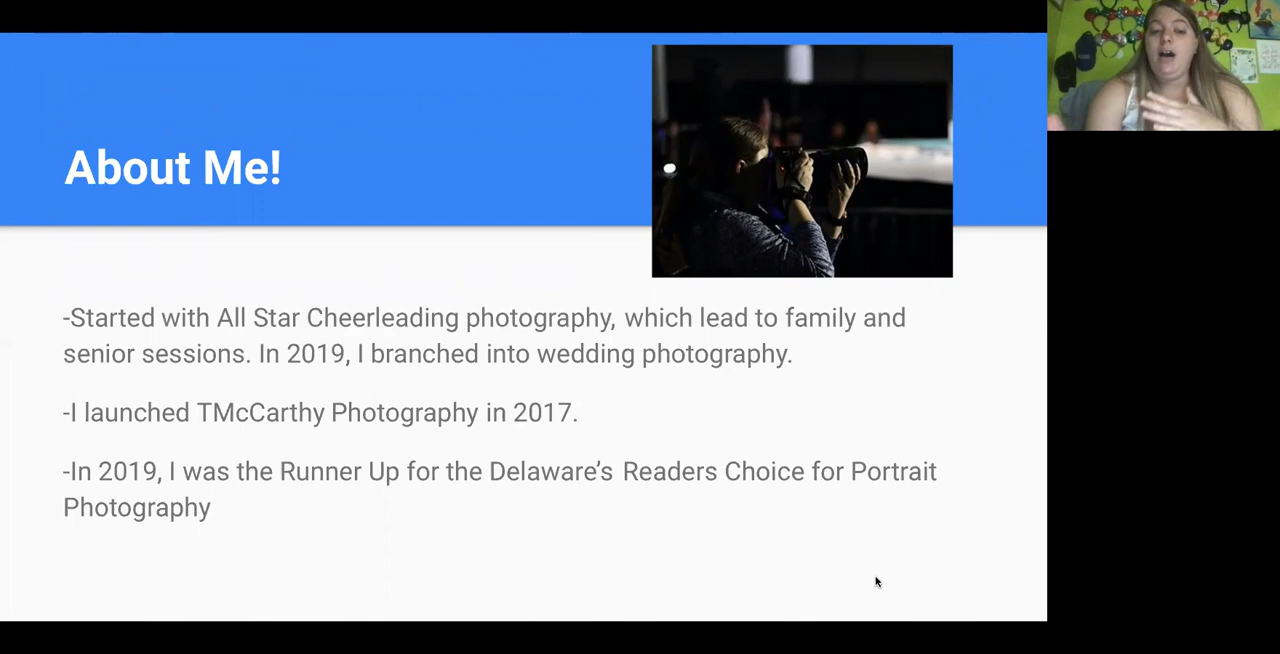 About Me!
-Started with All Star Cheerleading photography, which lead to family and
senior sessions. In 2019, I branched into wedding photography.
-I launched TMcCarthy Photography in 2017.
-In 2019, I was the Runner Up for the Delaware’s Readers Choice for Portrait
Photography